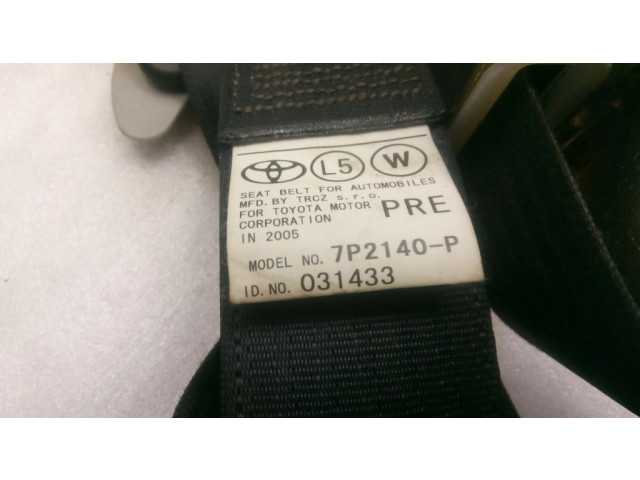 L5 W
SEAT BELT FOR AUTOMOBILES
MFD. BY TRCZ s.r.o.
FOR TOYOTA MOTOR PRE
CORPORATION
IN 2005
MODEL NO. 7P2140-P
ID. NO. 031433